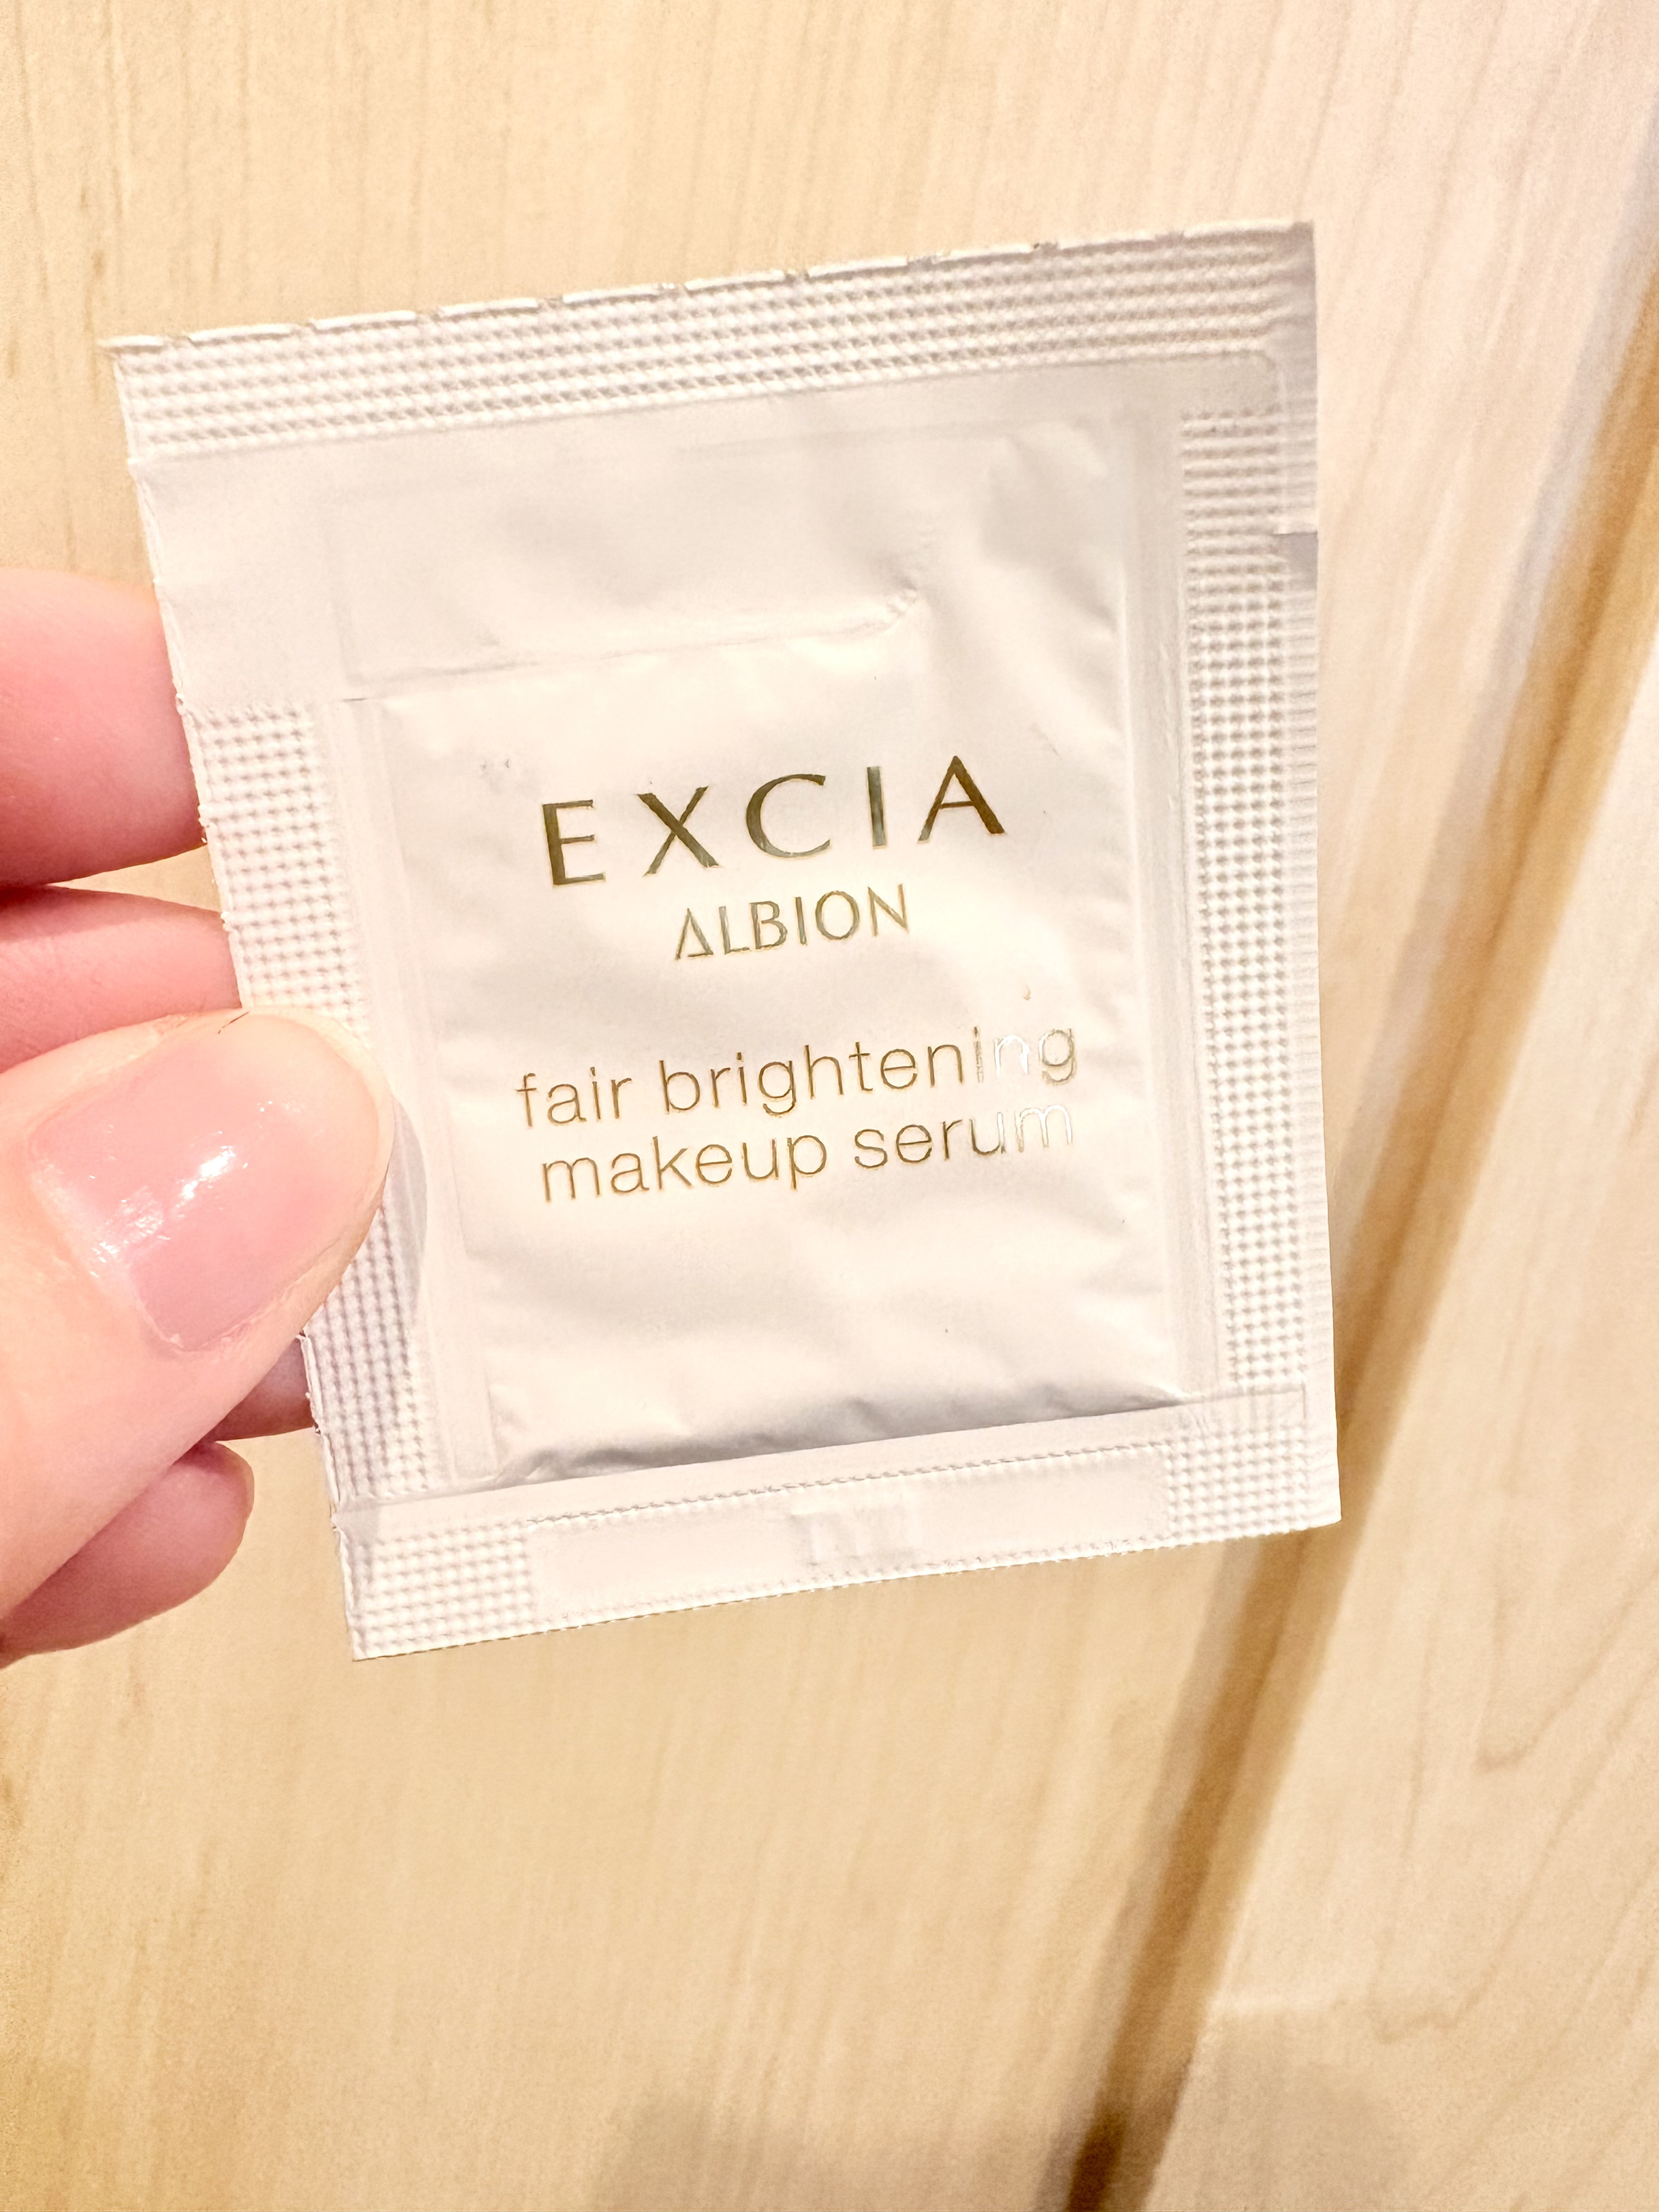 EXCIA
ALBION
fair brightening
makeup serum